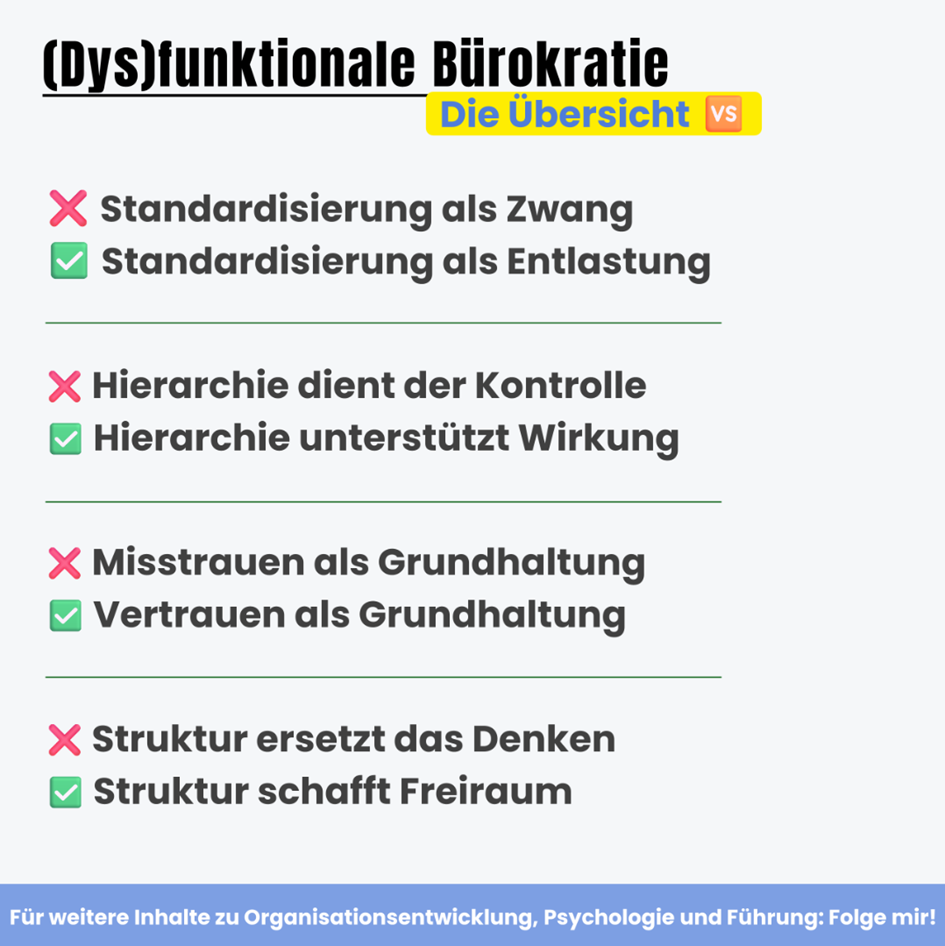 (Dys)funktionale Bürokratie
Die Übersicht 🆚
❌ Standardisierung als Zwang
✅ Standardisierung als Entlastung
❌ Hierarchie dient der Kontrolle
✅ Hierarchie unterstützt Wirkung
❌ Misstrauen als Grundhaltung
✅ Vertrauen als Grundhaltung
❌ Struktur ersetzt das Denken
✅ Struktur schafft Freiraum
Für weitere Inhalte zu Organisationsentwicklung, Psychologie und Führung: Folge mir!